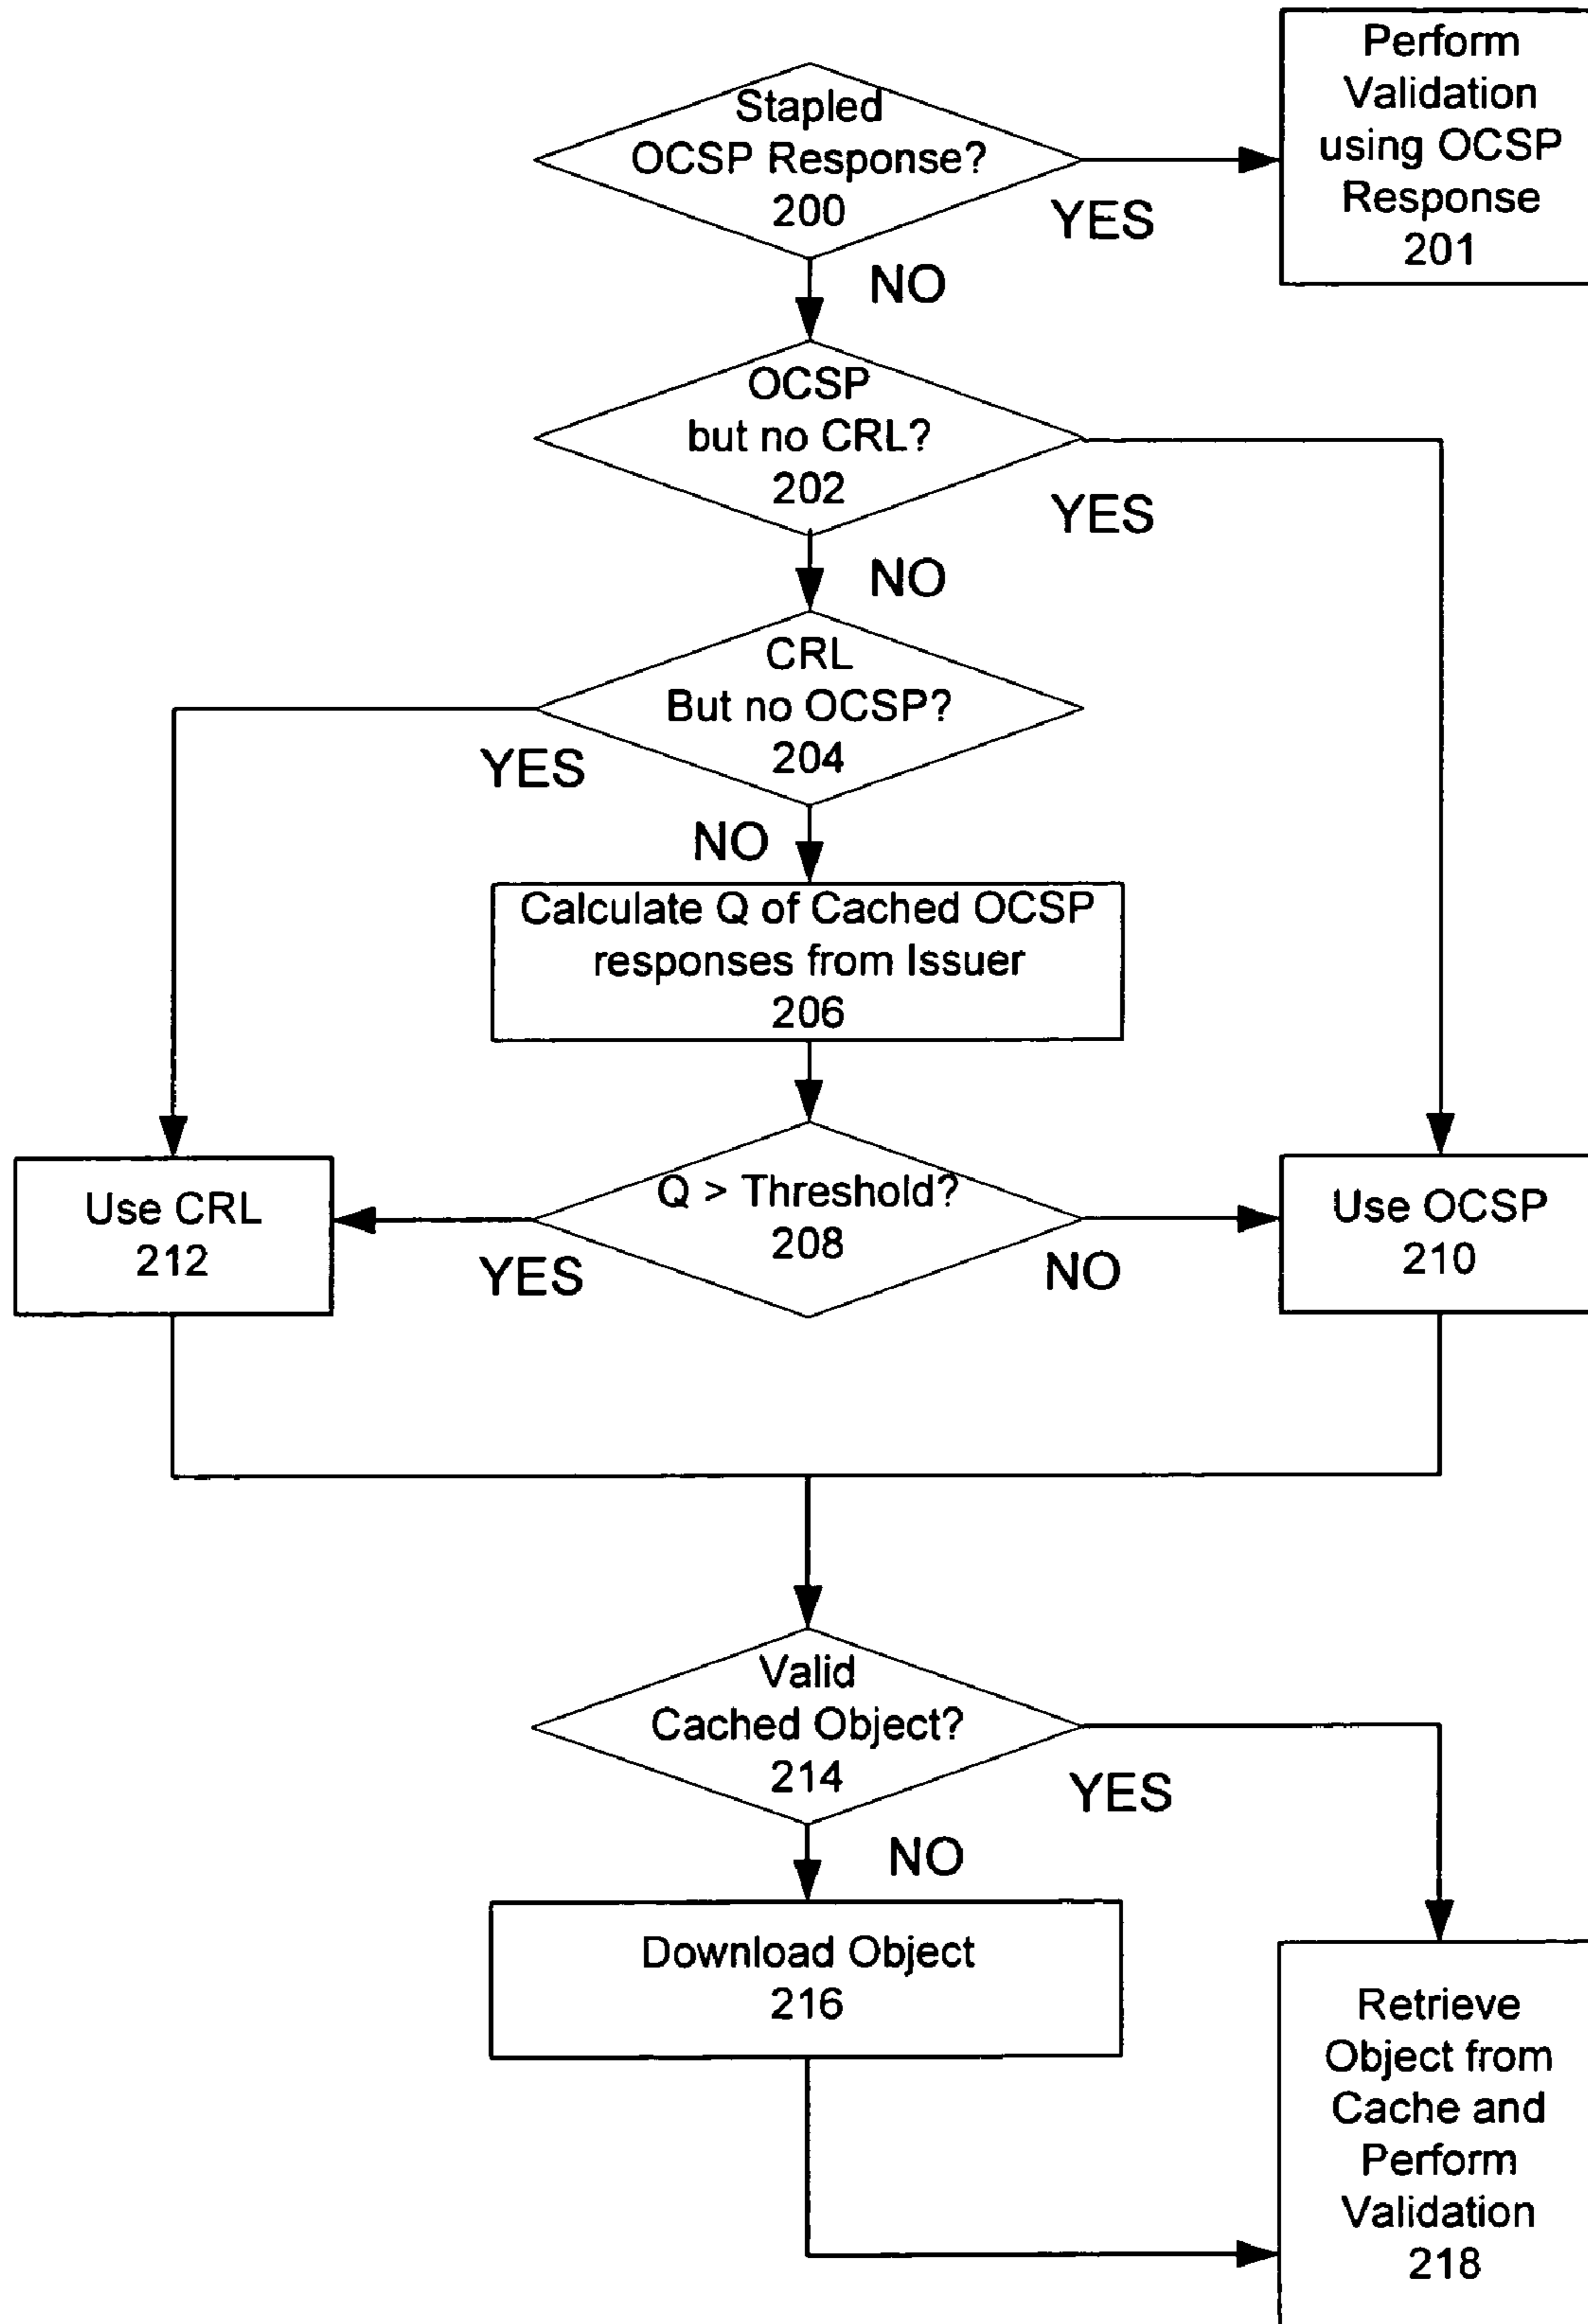 Stapled
OCSP Response?
200
YES
NO
Perform
Validation
using OCSP
Response
201
OCSP
but no CRL?
202
YES
NO
CRL
But no OCSP?
204
YES
NO
Calculate Q of Cached OCSP
responses from Issuer
206
Use CRL
212
Q > Threshold?
208
YES
NO
Use OCSP
210
Valid
Cached Object?
214
YES
NO
Download Object
216
Retrieve
Object from
Cache and
Perform
Validation
218